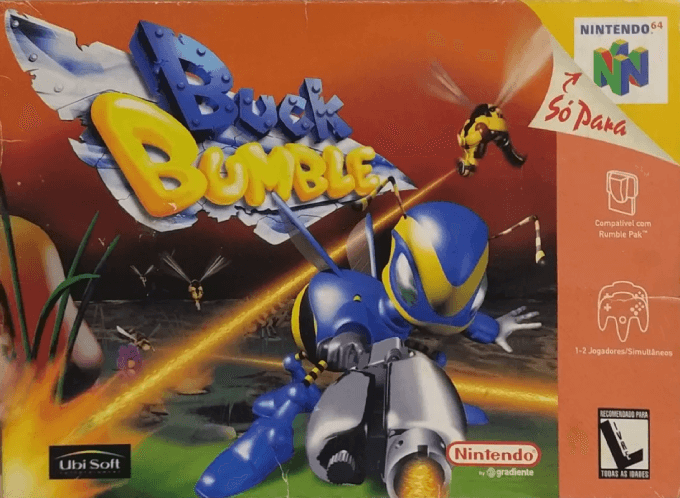 BUCK
BUMBLE
NINTENDO 64
Só Para
Compatível com
Rumble Pak™
1-2 Jogadores/Simultâneos
Ubi Soft
Nintendo®
by gradiente
RECOMENDADO PARA
LIVRE
TODAS AS IDADES